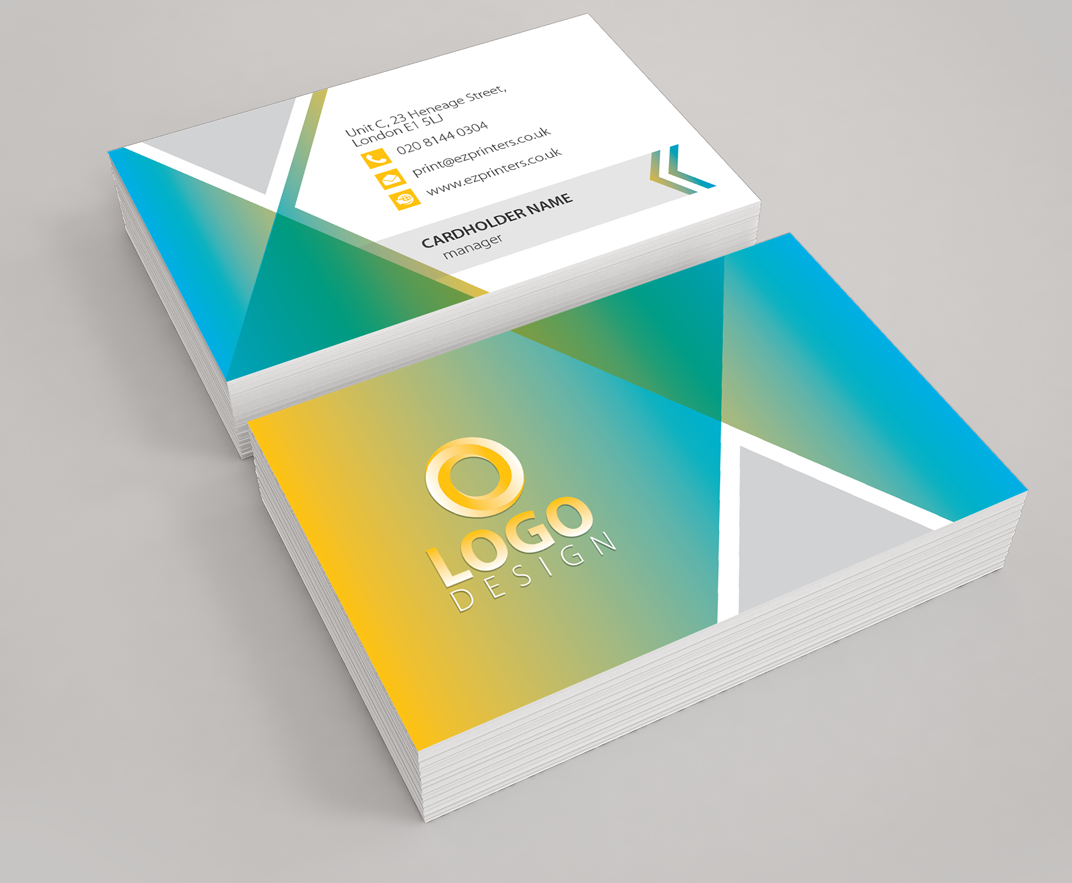 Unit C, 23 Heneage Street,
London E1 5LJ
020 8144 0304
print@ezprinters.co.uk
www.ezprinters.co.uk
CARDHOLDER NAME
manager
LOGO
DESIGN